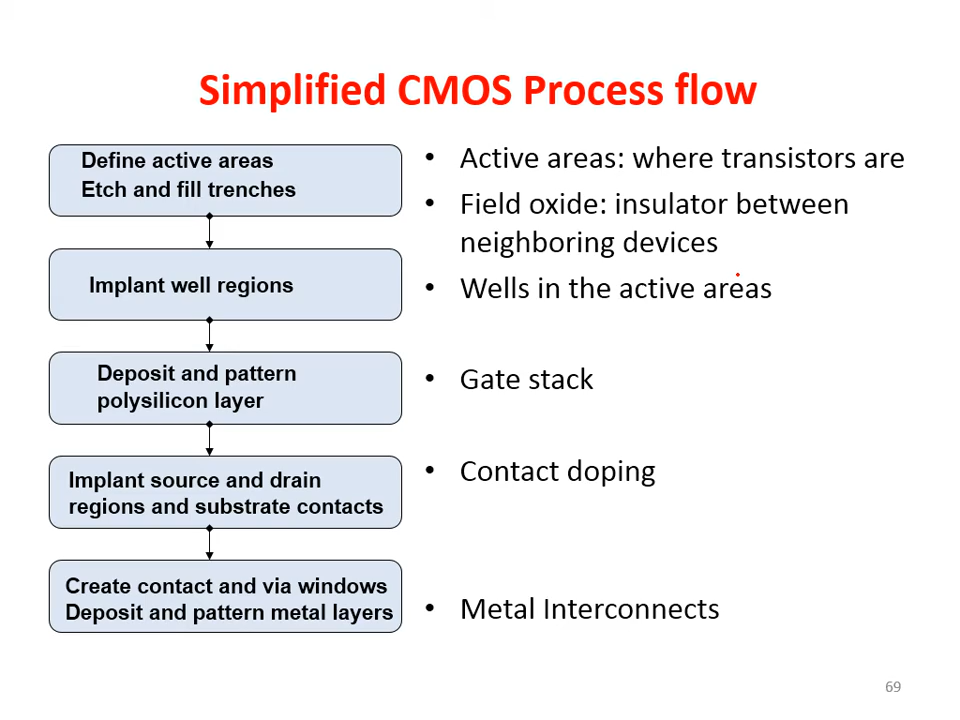 Simplified CMOS Process flow
Define active areas
Etch and fill trenches
Implant well regions
Deposit and pattern
polysilicon layer
Implant source and drain
regions and substrate contacts
Create contact and via windows
Deposit and pattern metal layers
• Active areas: where transistors are
• Field oxide: insulator between
neighboring devices
• Wells in the active areas
• Gate stack
• Contact doping
• Metal Interconnects
69